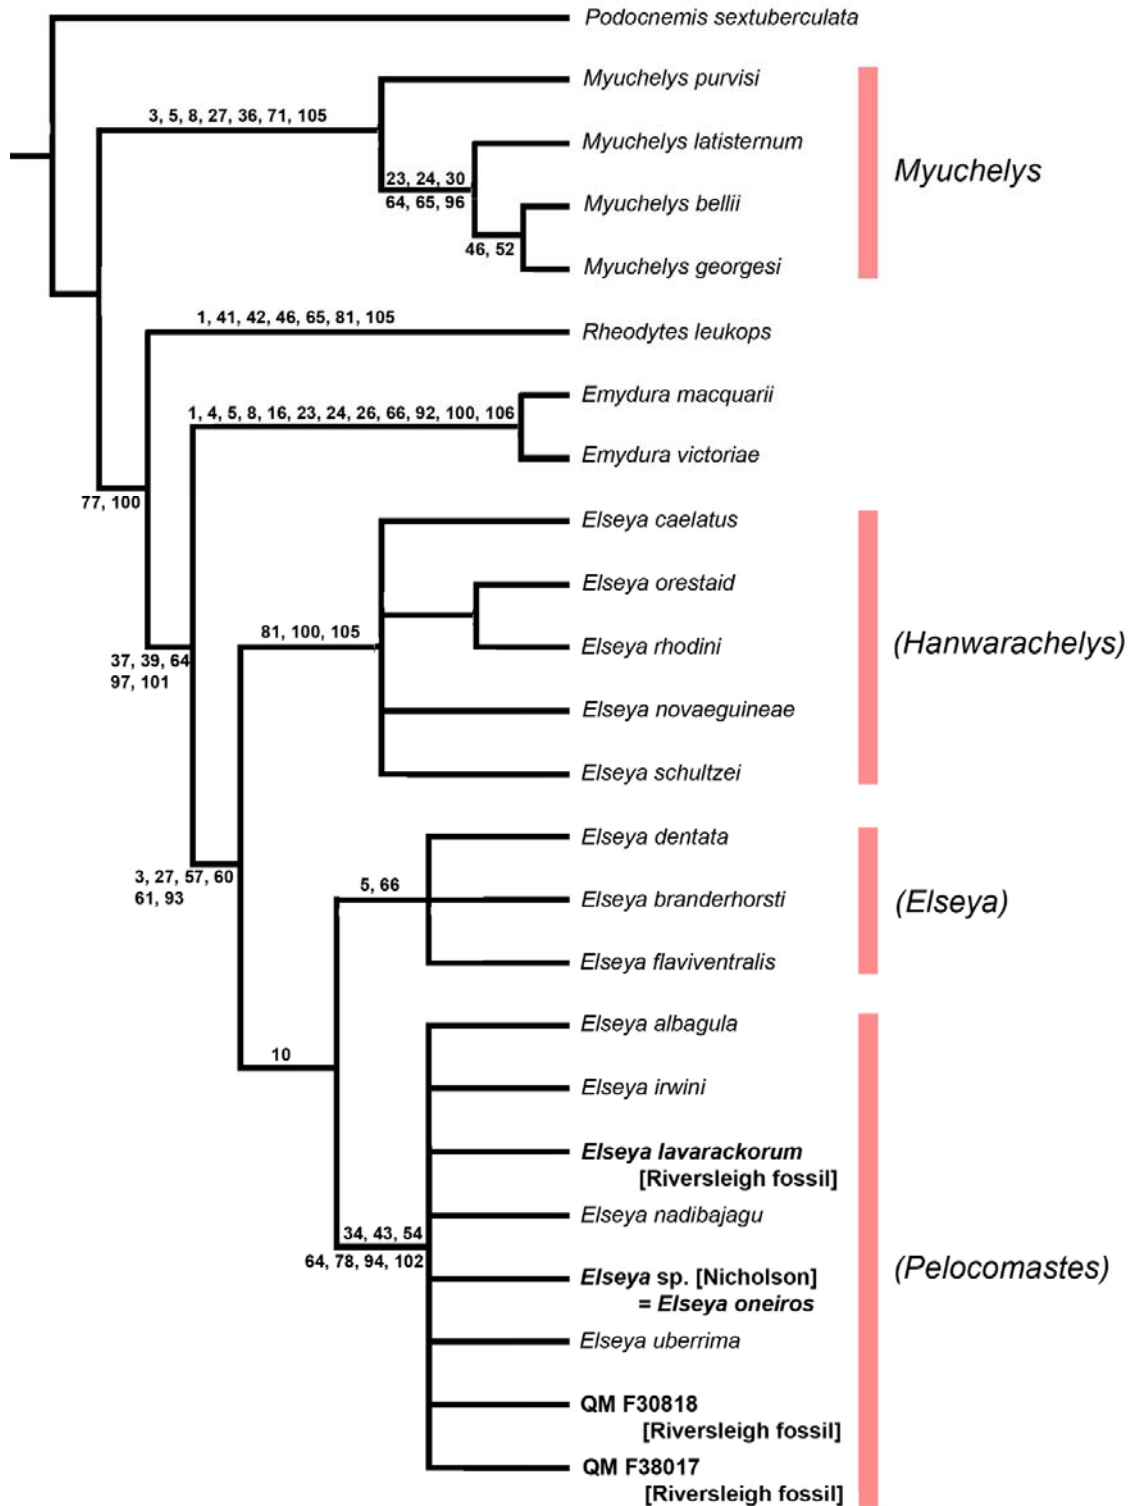 Podocnemis sextuberculata
Myuchelys purvisi
3, 5, 8, 27, 36, 71, 105
Myuchelys latisternum
Myuchelys
23, 24, 30
64, 65, 96
Myuchelys bellii
46, 52
Myuchelys georgesi
1, 41, 42, 46, 65, 81, 105
Rheodytes leukops
Emydura macquarii
1, 4, 5, 8, 16, 23, 24, 26, 66, 92, 100, 106
Emydura victoriae
77, 100
Elseya caelatus
Elseya orestaid
81, 100, 105
Elseya rhodini
(Hanwarachelys)
37, 39, 64
97, 101
Elseya novaeguineae
Elseya schultzei
Elseya dentata
3, 27, 57, 60
61, 93
5, 66
Elseya branderhorsti
(Elseya)
Elseya flaviventralis
Elseya albagula
10
Elseya irwini
Elseya lavarackorum
[Riversleigh fossil]
Elseya nadibajagu
34, 43, 54
64, 78, 94, 102
(Pelocomastes)
Elseya sp. [Nicholson]
= Elseya oneiros
Elseya uberrima
QM F30818
[Riversleigh fossil]
QM F38017
[Riversleigh fossil]